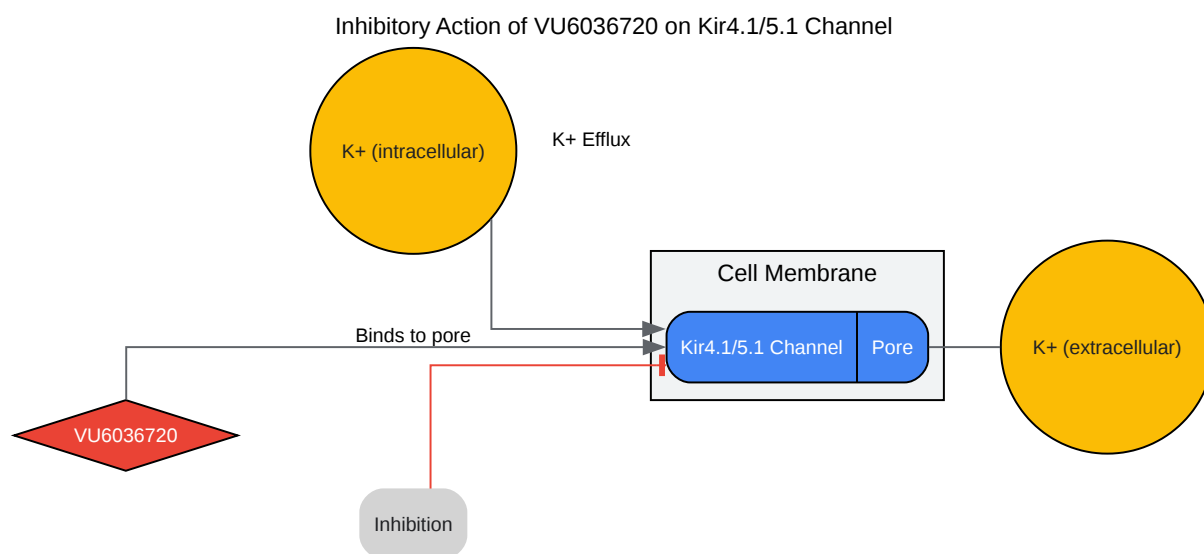 Inhibitory Action of VU6036720 on Kir4.1/5.1 Channel
K+ (intracellular)
K+ Efflux
Cell Membrane
Binds to pore
Kir4.1/5.1 Channel
Pore
K+ (extracellular)
VU6036720
Inhibition